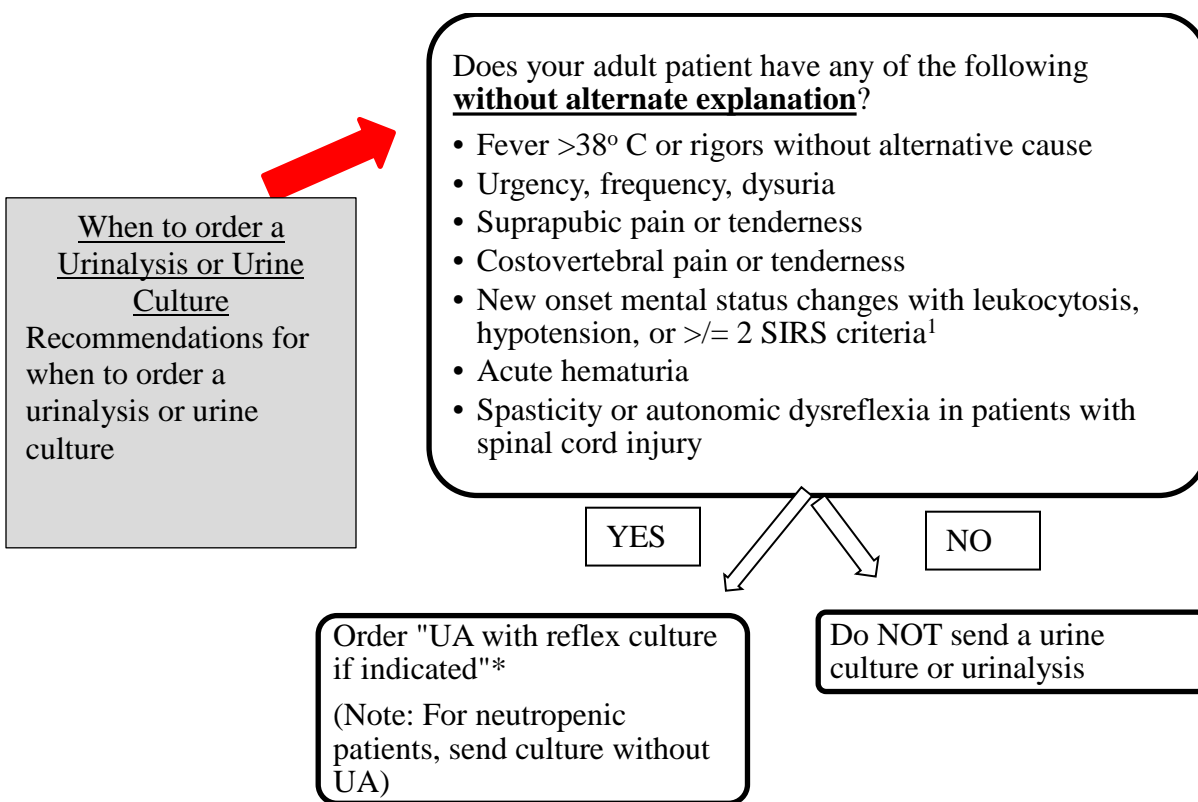 When to order a
Urinalysis or Urine
Culture
Recommendations for
when to order a
urinalysis or urine
culture
Does your adult patient have any of the following
without alternate explanation?
• Fever >38o C or rigors without alternative cause
• Urgency, frequency, dysuria
• Suprapubic pain or tenderness
• Costovertebral pain or tenderness
• New onset mental status changes with leukocytosis,
hypotension, or >/= 2 SIRS criteria1
• Acute hematuria
• Spasticity or autonomic dysreflexia in patients with
spinal cord injury
YES
NO
Order "UA with reflex culture
if indicated"*
(Note: For neutropenic
patients, send culture without
UA)
Do NOT send a urine
culture or urinalysis